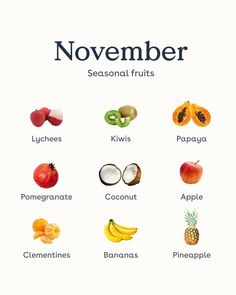 November
Seasonal fruits
Lychees
Kiwis
Papaya
Pomegranate
Coconut
Apple
Clementines
Bananas
Pineapple